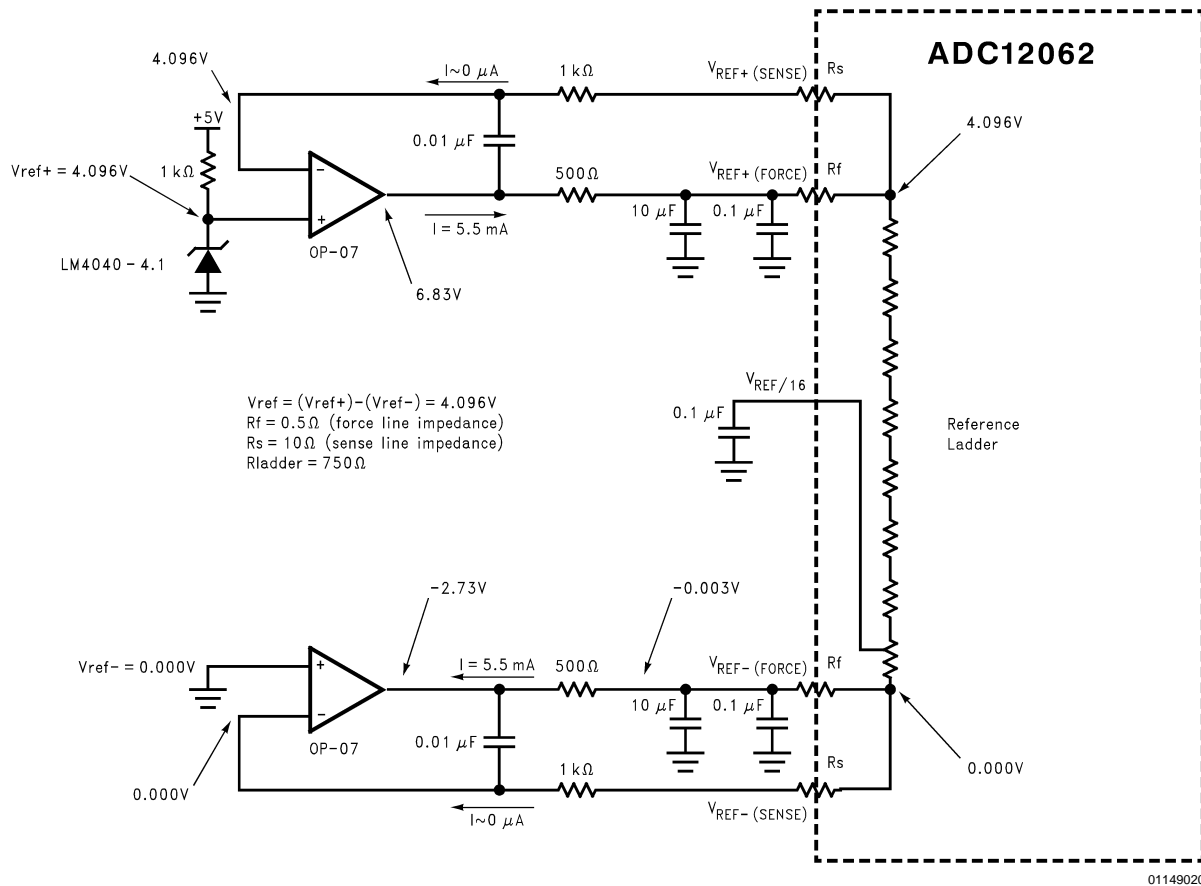 ADC12062
4.096V
I~0 μA
1 kΩ
VREF+ (SENSE)
Rs
+5V
4.096V
0.01 μF
Vref+ = 4.096V
1 kΩ
500Ω
VREF+ (FORCE)
Rf
−
+
10 μF
0.1 μF
I = 5.5 mA
OP-07
LM4040 - 4.1
6.83V
VREF/16
Vref = (Vref+)-(Vref-) = 4.096V
Rf = 0.5Ω (force line impedance)
Rs = 10Ω (sense line impedance)
Rladder = 750Ω
0.1 μF
Reference
Ladder
-2.73V
-0.003V
Vref- = 0.000V
+
−
I = 5.5 mA
500Ω
VREF- (FORCE)
Rf
10 μF
0.1 μF
OP-07
0.01 μF
1 kΩ
Rs
0.000V
0.000V
I~0 μA
VREF- (SENSE)
01149020